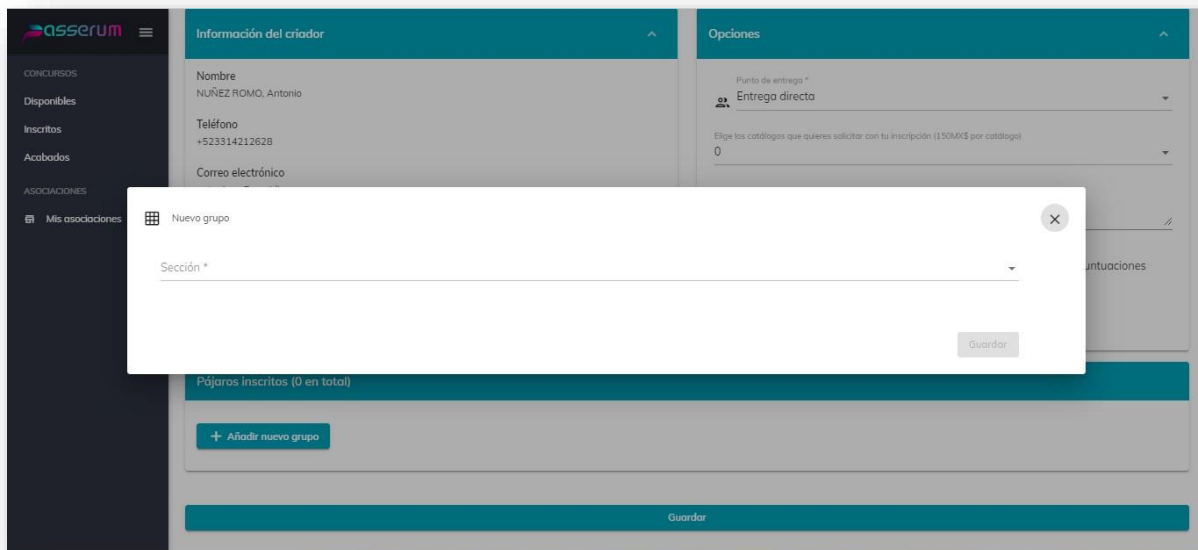 asserum
CONCURSOS
Disponibles
Inscritos
Acabados
ASOCIACIONES
Mis asociaciones
Información del criador
Nombre
NUÑEZ ROMO, Antonio
Teléfono
+523314212628
Correo electrónico
Opciones
Punto de entrega *
Entrega directa
Elige los catálogos que quieres solicitar con tu inscripción (150MX$ por catálogo)
0
untuaciones
Nuevo grupo
Sección *
Guardar
Pájaros inscritos (0 en total)
+ Añadir nuevo grupo
Guardar